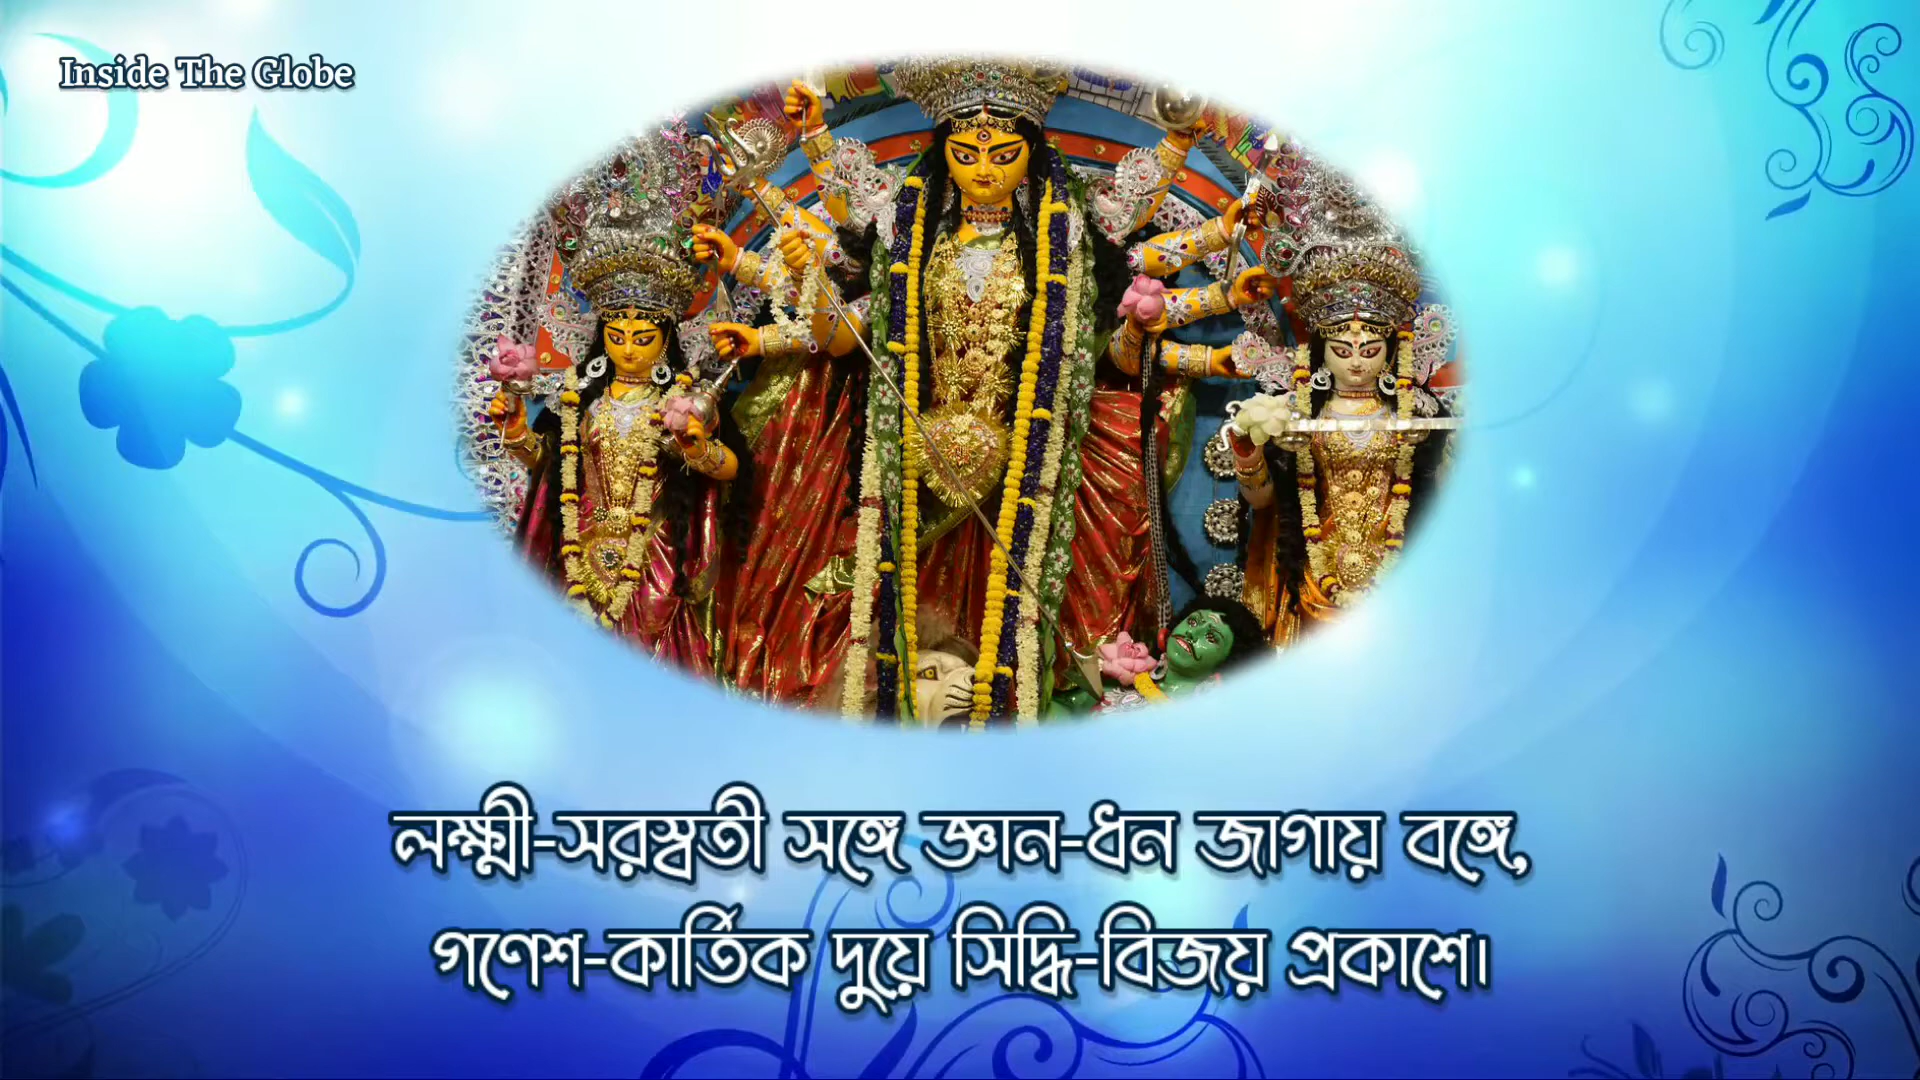 Inside The Globe
লক্ষ্মী-সরস্বতী সঙ্গে জ্ঞান-ধন জাগায় বঙ্গে,
গণেশ-কার্তিক দুয়ে সিদ্ধি-বিজয় প্রকাশে।